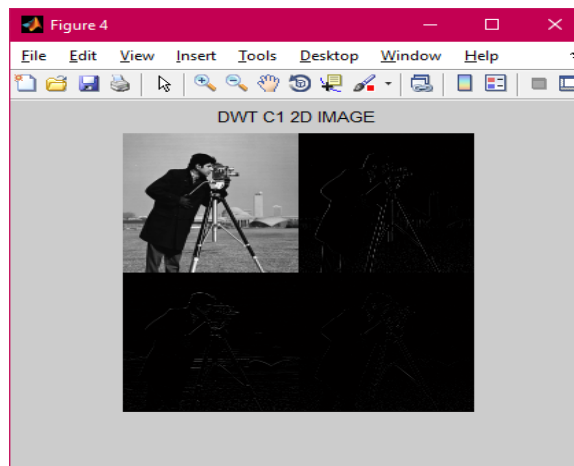 Figure 4
File Edit View Insert Tools Desktop Window Help
DWT C1 2D IMAGE